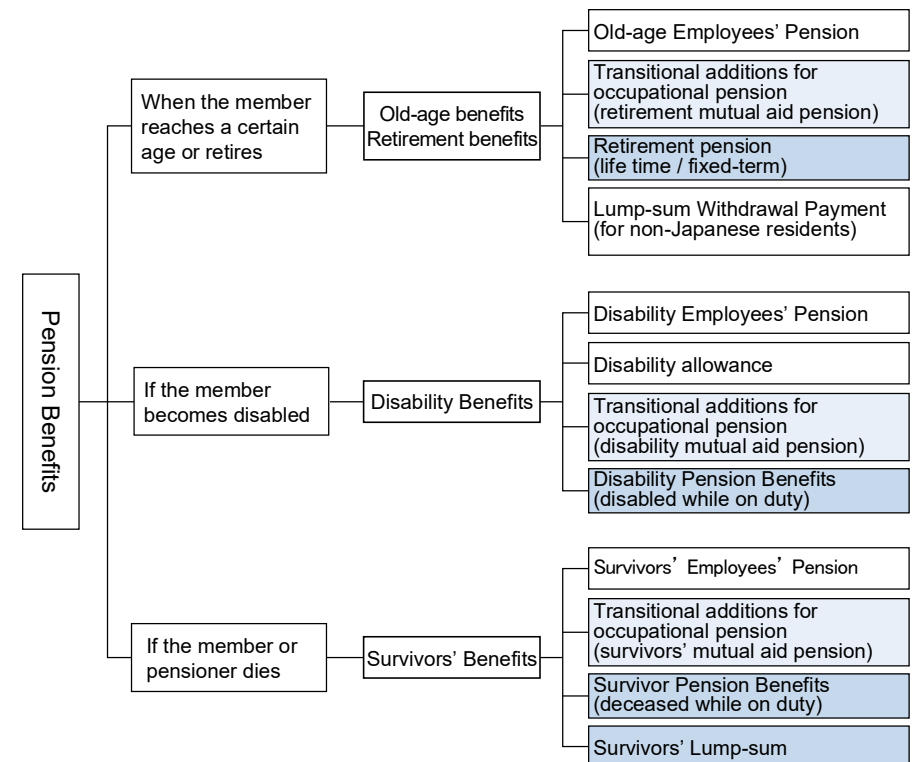 Pension Benefits
When the member
reaches a certain
age or retires
Old-age benefits
Retirement benefits
Old-age Employees’ Pension
Transitional additions for
occupational pension
(retirement mutual aid pension)
Retirement pension
(life time / fixed-term)
Lump-sum Withdrawal Payment
(for non-Japanese residents)
If the member
becomes disabled
Disability Benefits
Disability Employees’ Pension
Disability allowance
Transitional additions for
occupational pension
(disability mutual aid pension)
Disability Pension Benefits
(disabled while on duty)
If the member or
pensioner dies
Survivors’ Benefits
Survivors’ Employees’ Pension
Transitional additions for
occupational pension
(survivors’ mutual aid pension)
Survivor Pension Benefits
(deceased while on duty)
Survivors’ Lump-sum